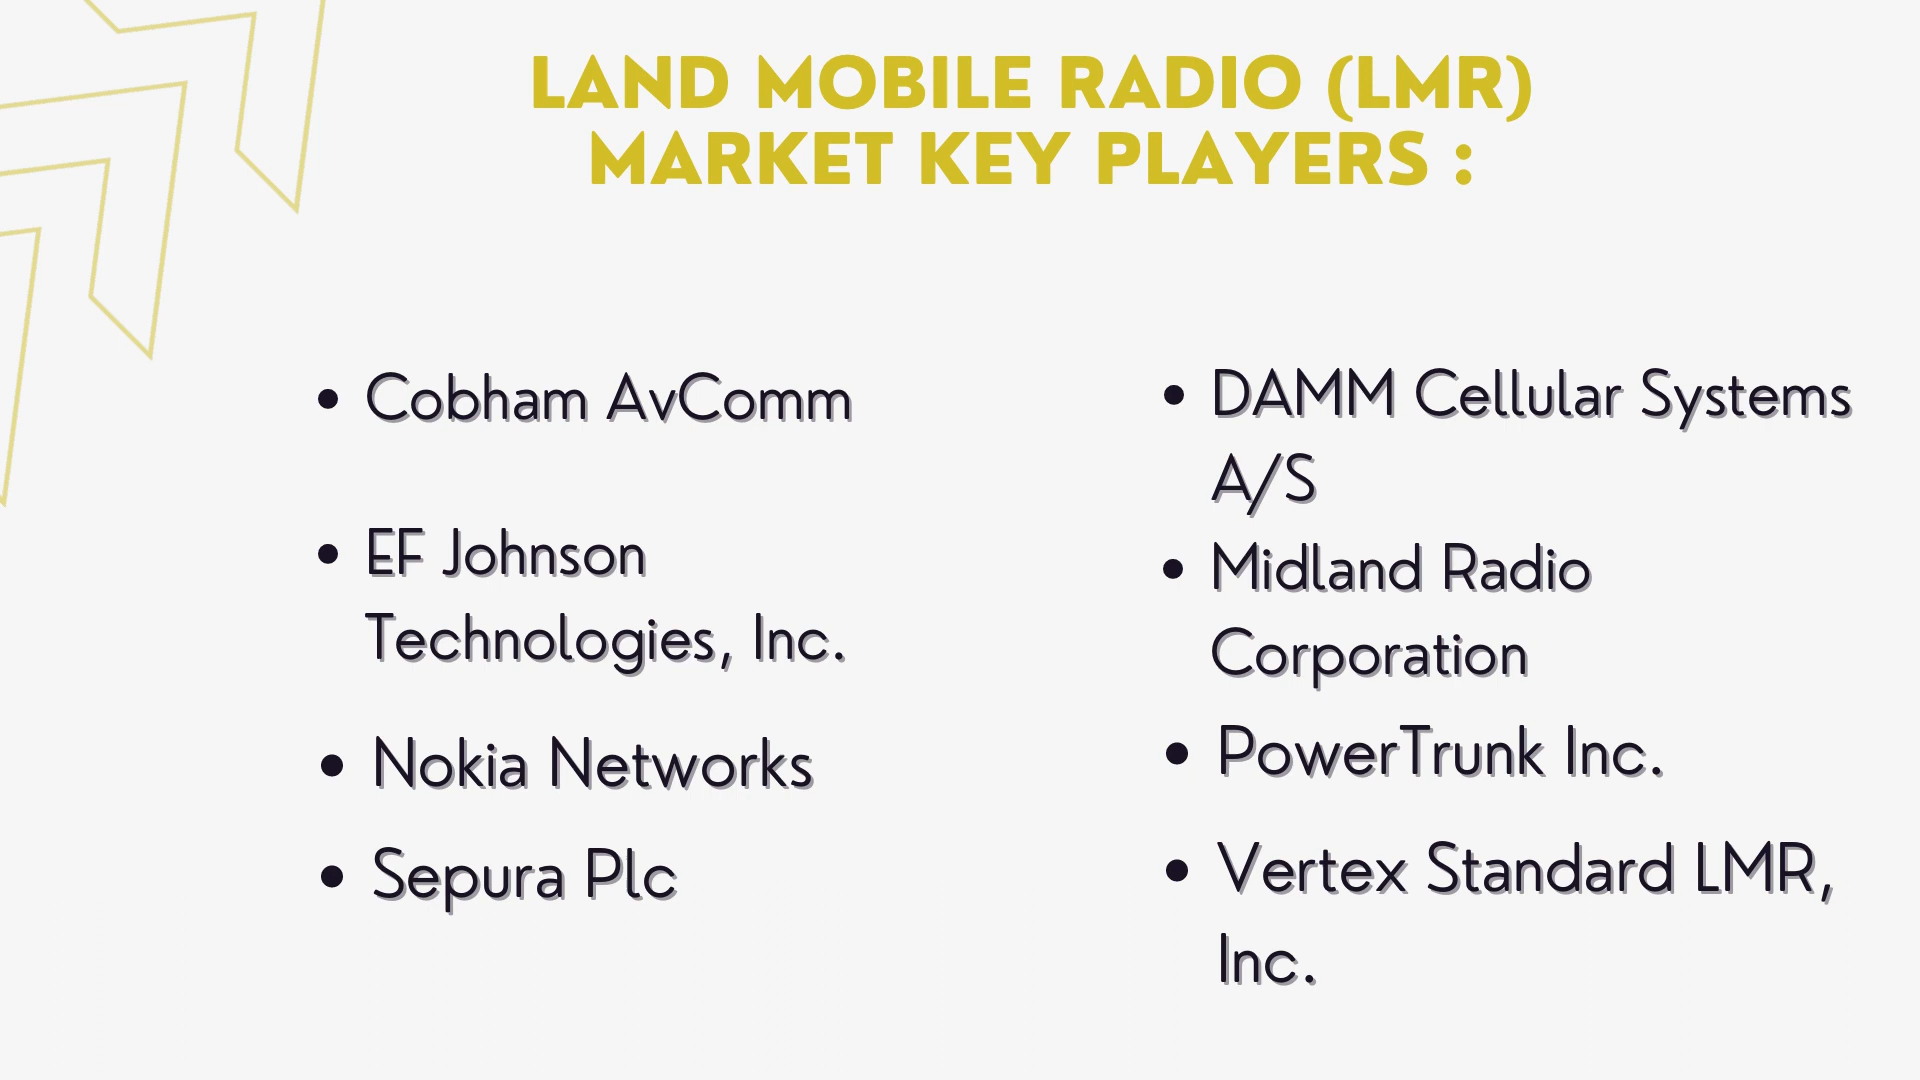 LAND MOBILE RADIO (LMR)
MARKET KEY PLAYERS :
• Cobham AvComm
• EF Johnson
Technologies, Inc.
• Nokia Networks
• Sepura Plc
• DAMM Cellular Systems
A/S
• Midland Radio
Corporation
• PowerTrunk Inc.
• Vertex Standard LMR,
Inc.